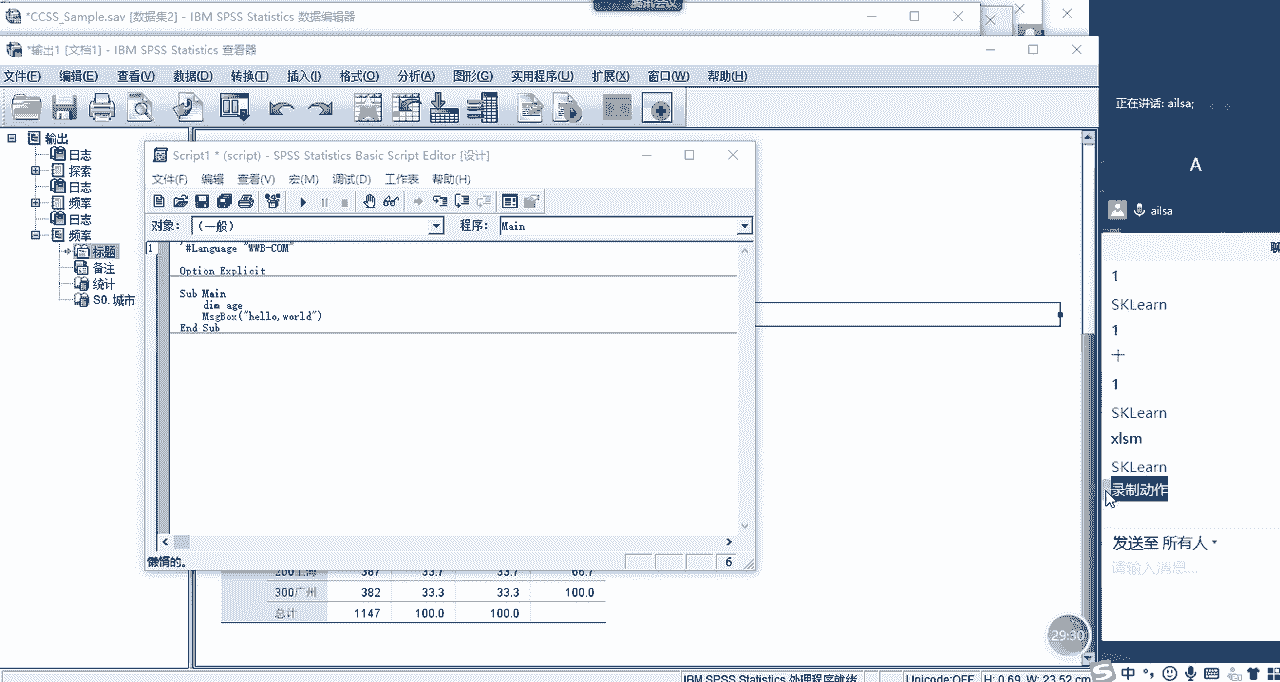 *CCSS_Sample.sav [数据集2] - IBM SPSS Statistics 数据编辑器
腾讯会议
*输出1 [文档1] - IBM SPSS Statistics 查看器
文件(F) 编辑(E) 查看(V) 数据(D) 转换(T) 插入(I) 格式(O) 分析(A) 图形(G) 实用程序(U) 扩展(X) 窗口(W) 帮助(H)
输出
日志
探索
日志
频率
日志
频率
标题
备注
统计
S0. 城市
Script1 * (script) - SPSS Statistics Basic Script Editor [设计]
文件(F) 编辑 查看(V) 宏(M) 调试(D) 工作表 帮助(H)
对象: (一般) 程序: Main
1
'#Language "WWB-COM"
Option Explicit
Sub Main
dim age
MsgBox("hello,world")
End Sub
懒惰的。
6
200上海 387 33.7 33.7 66.7
300广州 382 33.3 33.3 100.0
总计 1147 100.0 100.0
29:30
IBM SPSS Statistics 处理程序就绪 Unicode:OFF H: 0.69, W: 23.52 cm
正在讲话: ailsa;
A
ailsa
1
SKLearn
1
十
1
SKLearn
xlsm
SKLearn
录制动作
发送至 所有人
请输入消息...
中